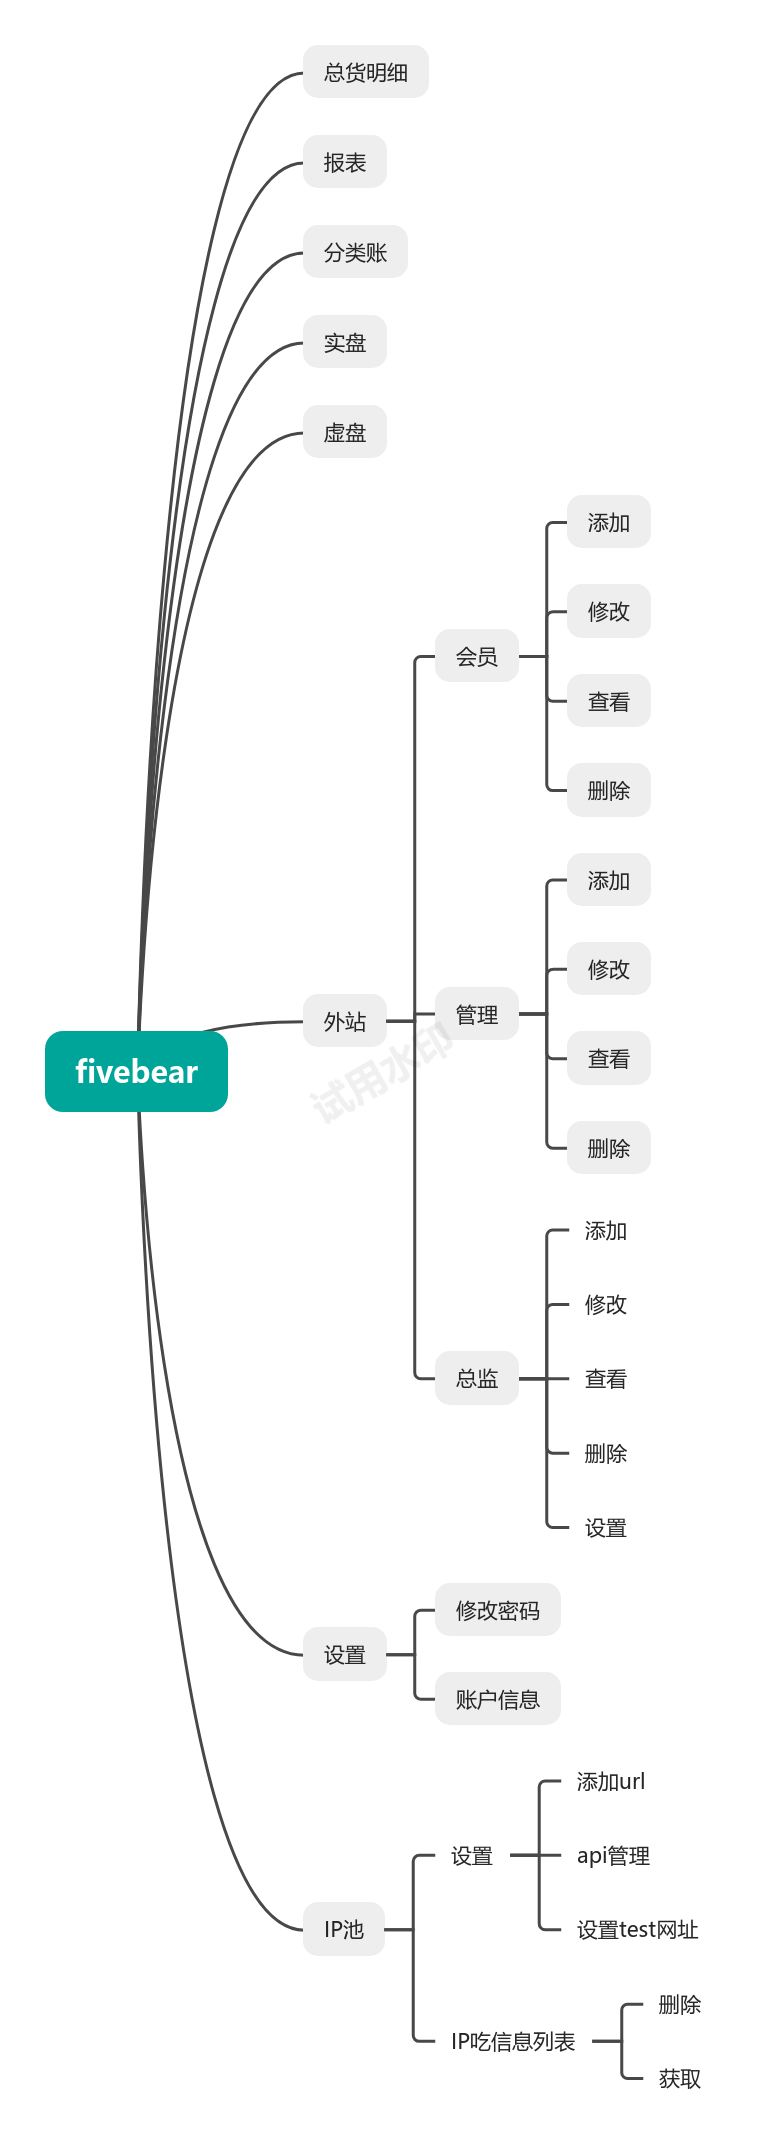 总货明细
报表
分类账
实盘
虚盘
添加
修改
会员
查看
删除
添加
修改
外站
管理
查看
fivebear
试用水印
删除
添加
修改
总监
查看
删除
设置
修改密码
设置
账户信息
添加url
设置
api管理
IP池
设置test网址
删除
IP吃信息列表
获取